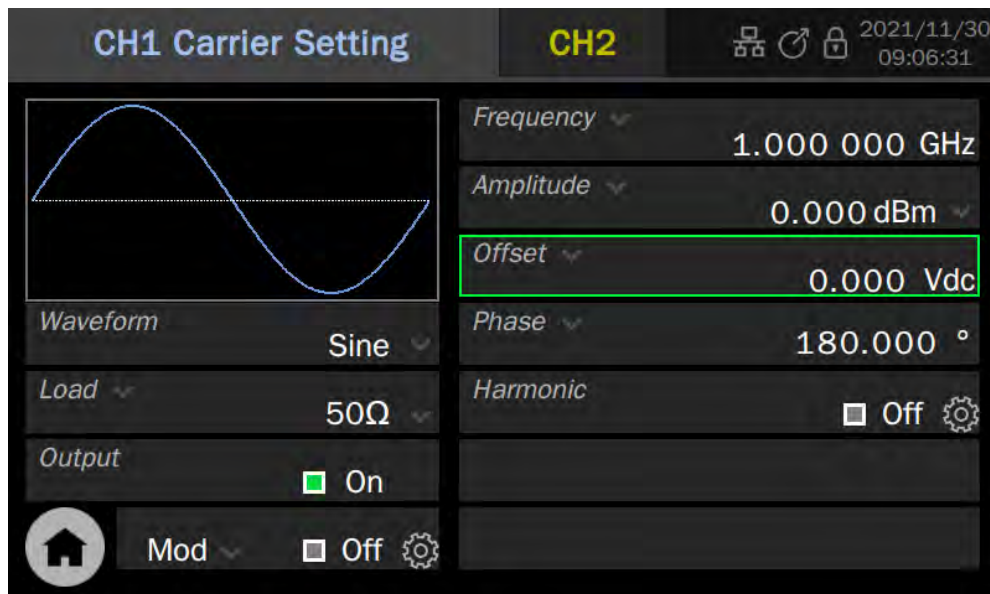 CH1 Carrier Setting
CH2
2021/11/30
09:06:31
Frequency
1.000 000 GHz
Amplitude
0.000 dBm
Offset
0.000 Vdc
Waveform
Sine
Phase
180.000 °
Load
50Ω
Harmonic
Off
Output
On
Mod
Off